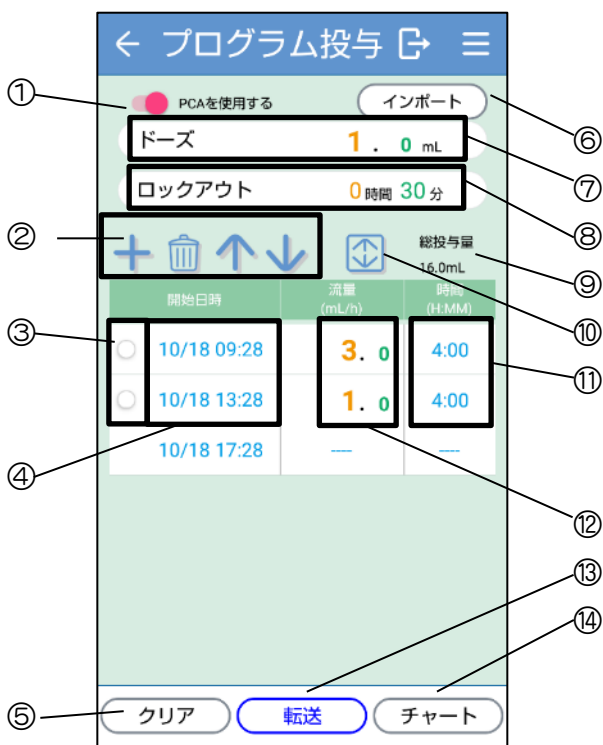 プログラム投与
① PCAを使用する インポート ⑥
ドーズ 1. 0 mL ⑦
ロックアウト 0 時間 30 分 ⑧
② 総投与量 ⑨
16.0mL
⑩
開始日時 流量 (mL/h) 時間 (H:MM)
③ 10/18 09:28 3. 0 4:00 ⑪
10/18 13:28 1. 0 4:00
④ 10/18 17:28 ---- ----
⑫
⑬
⑭
⑤ クリア 転送 チャート